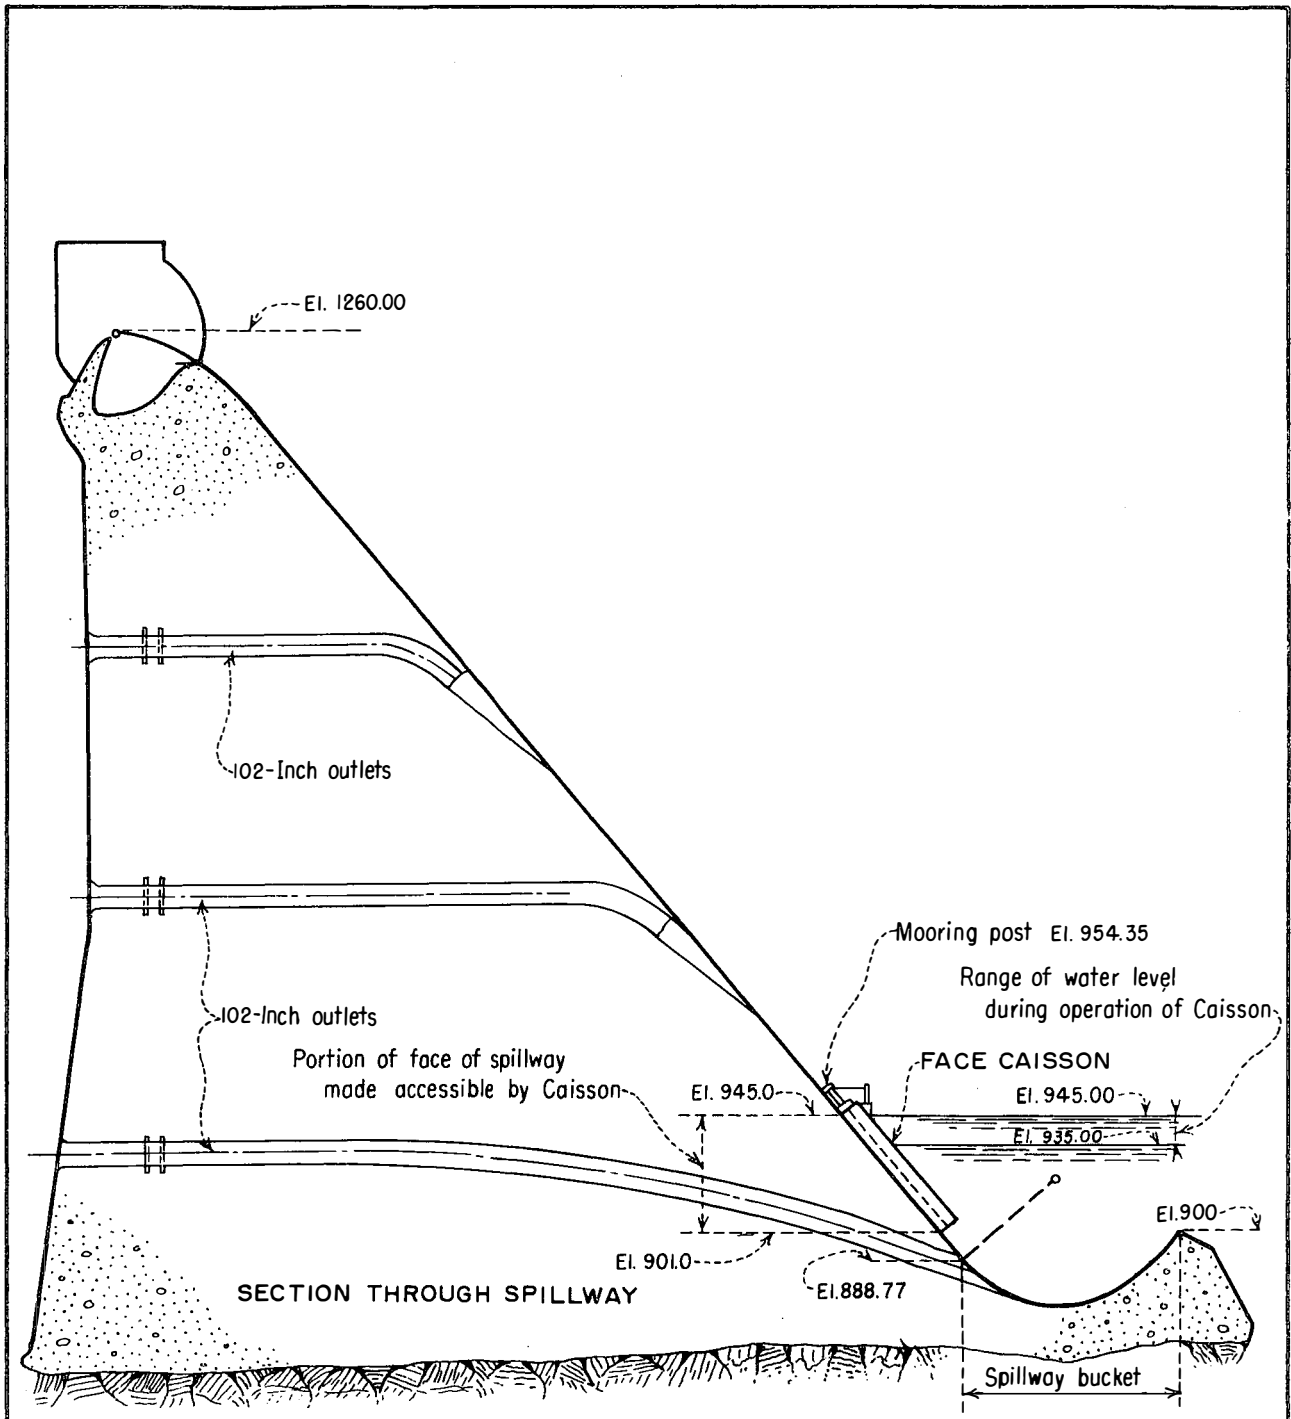 El. 1260.00
102-Inch outlets
Mooring post El. 954.35
Range of water level
during operation of Caisson
102-Inch outlets
Portion of face of spillway
made accessible by Caisson
FACE CAISSON
El. 945.0
El. 945.00
El. 935.00
El.900
El. 901.0
El.888.77
SECTION THROUGH SPILLWAY
Spillway bucket